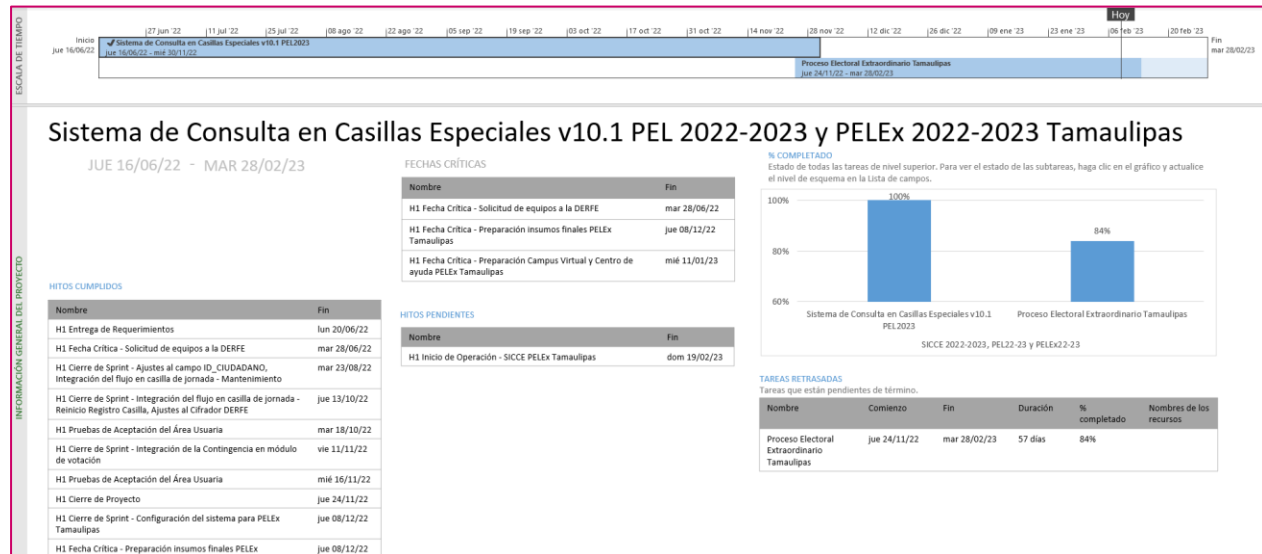 ESCALA DE TIEMPO
Hoy
27 jun '22 11 jul '22 25 jul '22 08 ago '22 22 ago '22 05 sep '22 19 sep '22 03 oct '22 17 oct '22 31 oct '22 14 nov '22 28 nov '22 12 dic '22 26 dic '22 09 ene '23 23 ene '23 06 feb '23 20 feb '23
Inicio
jue 16/06/22
Sistema de Consulta en Casillas Especiales v10.1 PEL2023
jue 16/06/22 - mié 30/11/22
Fin
mar 28/02/23
Proceso Electoral Extraordinario Tamaulipas
jue 24/11/22 - mar 28/02/23
INFORMACIÓN GENERAL DEL PROYECTO
Sistema de Consulta en Casillas Especiales v10.1 PEL 2022-2023 y PELEx 2022-2023 Tamaulipas
JUE 16/06/22 - MAR 28/02/23
HITOS CUMPLIDOS
Nombre Fin
H1 Entrega de Requerimientos lun 20/06/22
H1 Fecha Crítica - Solicitud de equipos a la DERFE mar 28/06/22
H1 Cierre de Sprint - Ajustes al campo ID_CIUDADANO, mar 23/08/22
Integración del flujo en casilla de jornada - Mantenimiento
H1 Cierre de Sprint - Integración del flujo en casilla de jornada - jue 13/10/22
Reinicio Registro Casilla, Ajustes al Cifrador DERFE
H1 Pruebas de Aceptación del Área Usuaria mar 18/10/22
H1 Cierre de Sprint - Integración de la Contingencia en módulo vie 11/11/22
de votación
H1 Pruebas de Aceptación del Área Usuaria mié 16/11/22
H1 Cierre de Proyecto jue 24/11/22
H1 Cierre de Sprint - Configuración del sistema para PELEx jue 08/12/22
Tamaulipas
H1 Fecha Crítica - Preparación insumos finales PELEx jue 08/12/22
FECHAS CRÍTICAS
Nombre Fin
H1 Fecha Crítica - Solicitud de equipos a la DERFE mar 28/06/22
H1 Fecha Crítica - Preparación insumos finales PELEx jue 08/12/22
Tamaulipas
H1 Fecha Crítica - Preparación Campus Virtual y Centro de mié 11/01/23
ayuda PELEx Tamaulipas
HITOS PENDIENTES
Nombre Fin
H1 Inicio de Operación - SICCE PELEx Tamaulipas dom 19/02/23
% COMPLETADO
Estado de todas las tareas de nivel superior. Para ver el estado de las subtareas, haga clic en el gráfico y actualice
el nivel de esquema en la Lista de campos.
100%
100%
84%
80%
60%
Sistema de Consulta en Casillas Especiales v10.1 Proceso Electoral Extraordinario Tamaulipas
PEL2023
SICCE 2022-2023, PEL22-23 y PELEx22-23
TAREAS RETRASADAS
Tareas que están pendientes de término.
Nombre Comienzo Fin Duración % Nombres de los
completado recursos
Proceso Electoral jue 24/11/22 mar 28/02/23 57 días 84%
Extraordinario
Tamaulipas